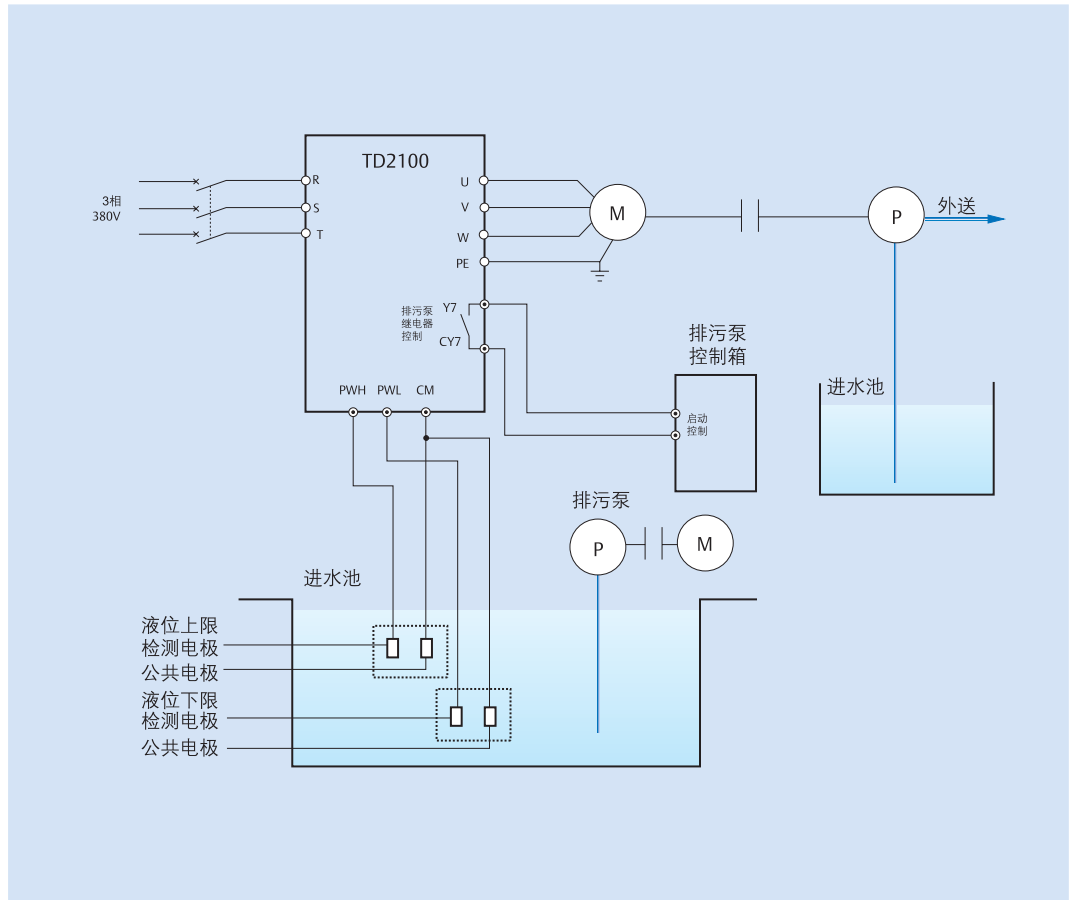 TD2100
3相
380V
R
S
T
U
V
W
PE
M
P
外送
排污泵
继电器
控制
Y7
CY7
排污泵
控制箱
启动
控制
进水池
PWH
PWL
CM
排污泵
P
M
进水池
液位上限
检测电极
公共电极
液位下限
检测电极
公共电极